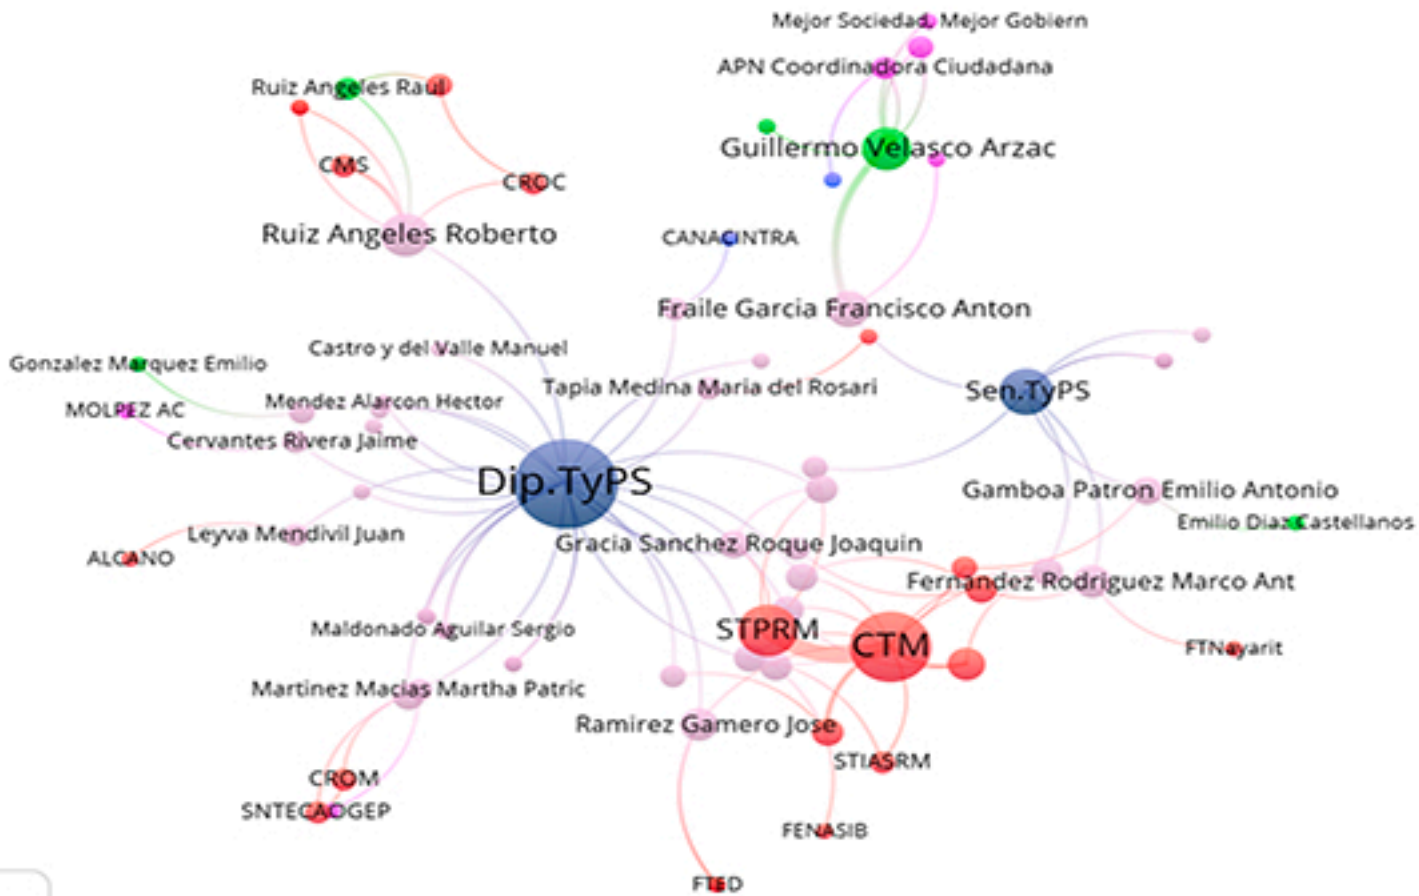 Mejor Sociedad, Mejor Gobiern
APN Coordinadora Ciudadana
Ruiz Angeles Raul
Guillermo Velasco Arzac
CMS
CROC
Ruiz Angeles Roberto
CANACINTRA
Fraile Garcia Francisco Anton
Castro y del Valle Manuel
Gonzalez Marquez Emilio
Tapia Medina Maria del Rosari
Sen.TyPS
Mendez Alarcon Hector
MOLPEZ AC
Cervantes Rivera Jaime
Dip.TyPS
Gamboa Patron Emilio Antonio
Emilio Diaz Castellanos
Leyva Mendivil Juan
Gracia Sanchez Roque Joaquin
ALCANO
Fernandez Rodriguez Marco Ant
Maldonado Aguilar Sergio
STPRM
CTM
FTNayarit
Martinez Macias Martha Patric
Ramirez Gamero Jose
STIASRM
CROM
SNTECAOGEP
FENASIB
FTED